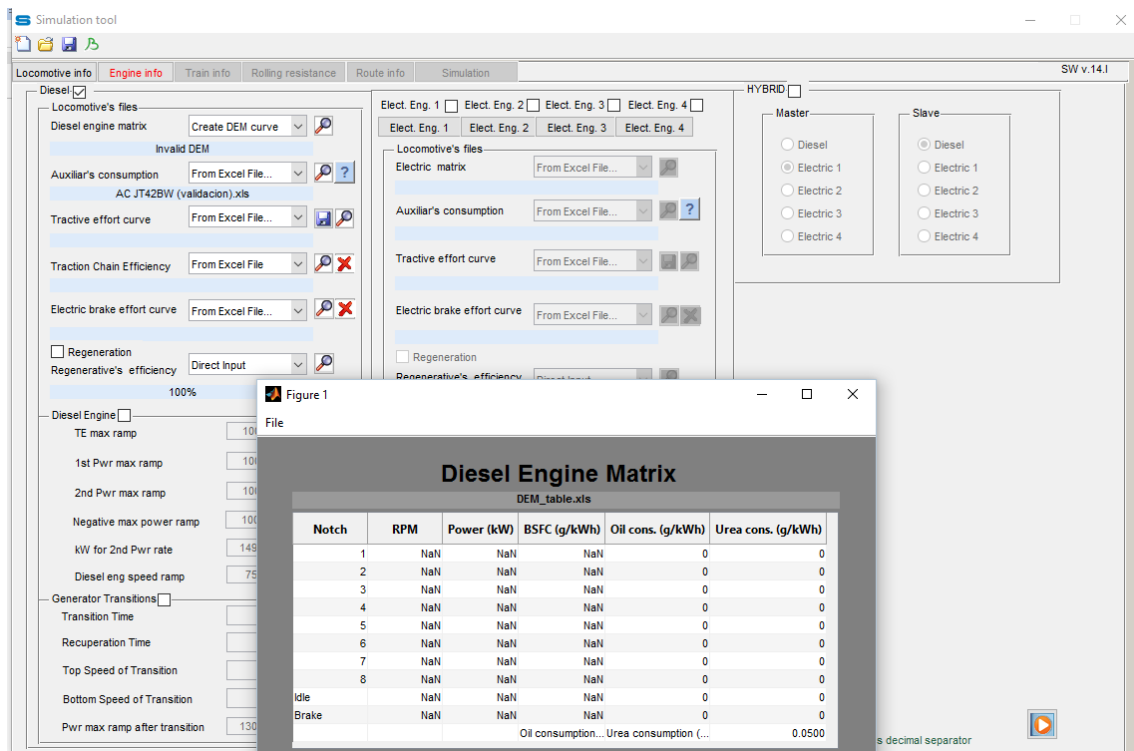 Simulation tool
Locomotive info Engine info Train info Rolling resistance Route info Simulation SW v.14.I
Diesel
Locomotive's files
Diesel engine matrix Create DEM curve
Invalid DEM
Auxiliar's consumption From Excel File... ?
AC JT42BW (validacion).xls
Tractive effort curve From Excel File...
Traction Chain Efficiency From Excel File
Electric brake effort curve From Excel File...
Regeneration
Regenerative's efficiency Direct Input
100%
Diesel Engine
TE max ramp
1st Pwr max ramp
2nd Pwr max ramp
Negative max power ramp
kW for 2nd Pwr rate
Diesel eng speed ramp
Generator Transitions
Transition Time
Recuperation Time
Top Speed of Transition
Bottom Speed of Transition
Pwr max ramp after transition
Elect. Eng. 1 Elect. Eng. 2 Elect. Eng. 3 Elect. Eng. 4
Elect. Eng. 1 Elect. Eng. 2 Elect. Eng. 3 Elect. Eng. 4
Locomotive's files
Electric matrix From Excel File...
Auxiliar's consumption From Excel File... ?
Tractive effort curve From Excel File...
Electric brake effort curve From Excel File...
Regeneration
Regenerative's efficiency Direct Input
HYBRID
Master
Diesel
Electric 1
Electric 2
Electric 3
Electric 4
Slave
Diesel
Electric 1
Electric 2
Electric 3
Electric 4
Figure 1
File
Diesel Engine Matrix
DEM_table.xls
Notch RPM Power (kW) BSFC (g/kWh) Oil cons. (g/kWh) Urea cons. (g/kWh)
1 NaN NaN NaN 0 0
2 NaN NaN NaN 0 0
3 NaN NaN NaN 0 0
4 NaN NaN NaN 0 0
5 NaN NaN NaN 0 0
6 NaN NaN NaN 0 0
7 NaN NaN NaN 0 0
8 NaN NaN NaN 0 0
Idle NaN NaN NaN 0 0
Brake NaN NaN NaN 0 0
Oil consumption... Urea consumption (... 0.0500
s decimal separator